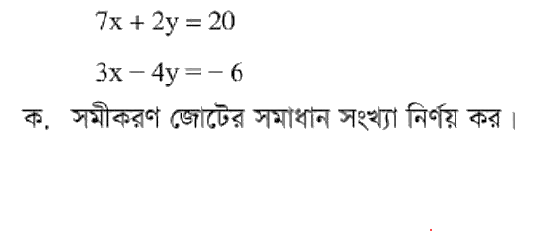 7x + 2y = 20
3x − 4y = − 6
ক. সমীকরণ জোটের সমাধান সংখ্যা নির্ণয় কর।